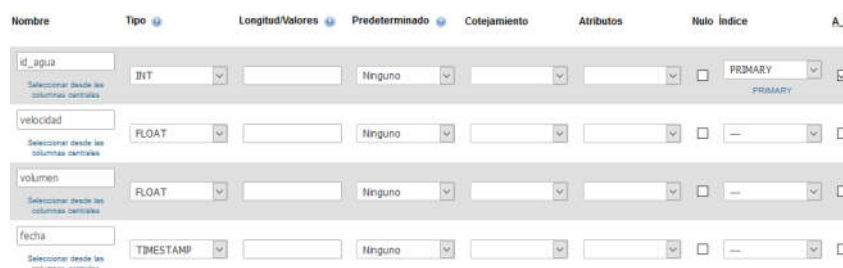 Nombre Tipo Longitud/Valores Predeterminado Cotejamiento Atributos Nulo Índice A_
id_agua
Seleccionar desde las
columnas centrales
INT Ninguno PRIMARY
PRIMARY
velocidad
Seleccionar desde las
columnas centrales
FLOAT Ninguno —
volumen
Seleccionar desde las
columnas centrales
FLOAT Ninguno —
fecha
Seleccionar desde las
columnas centrales
TIMESTAMP Ninguno —